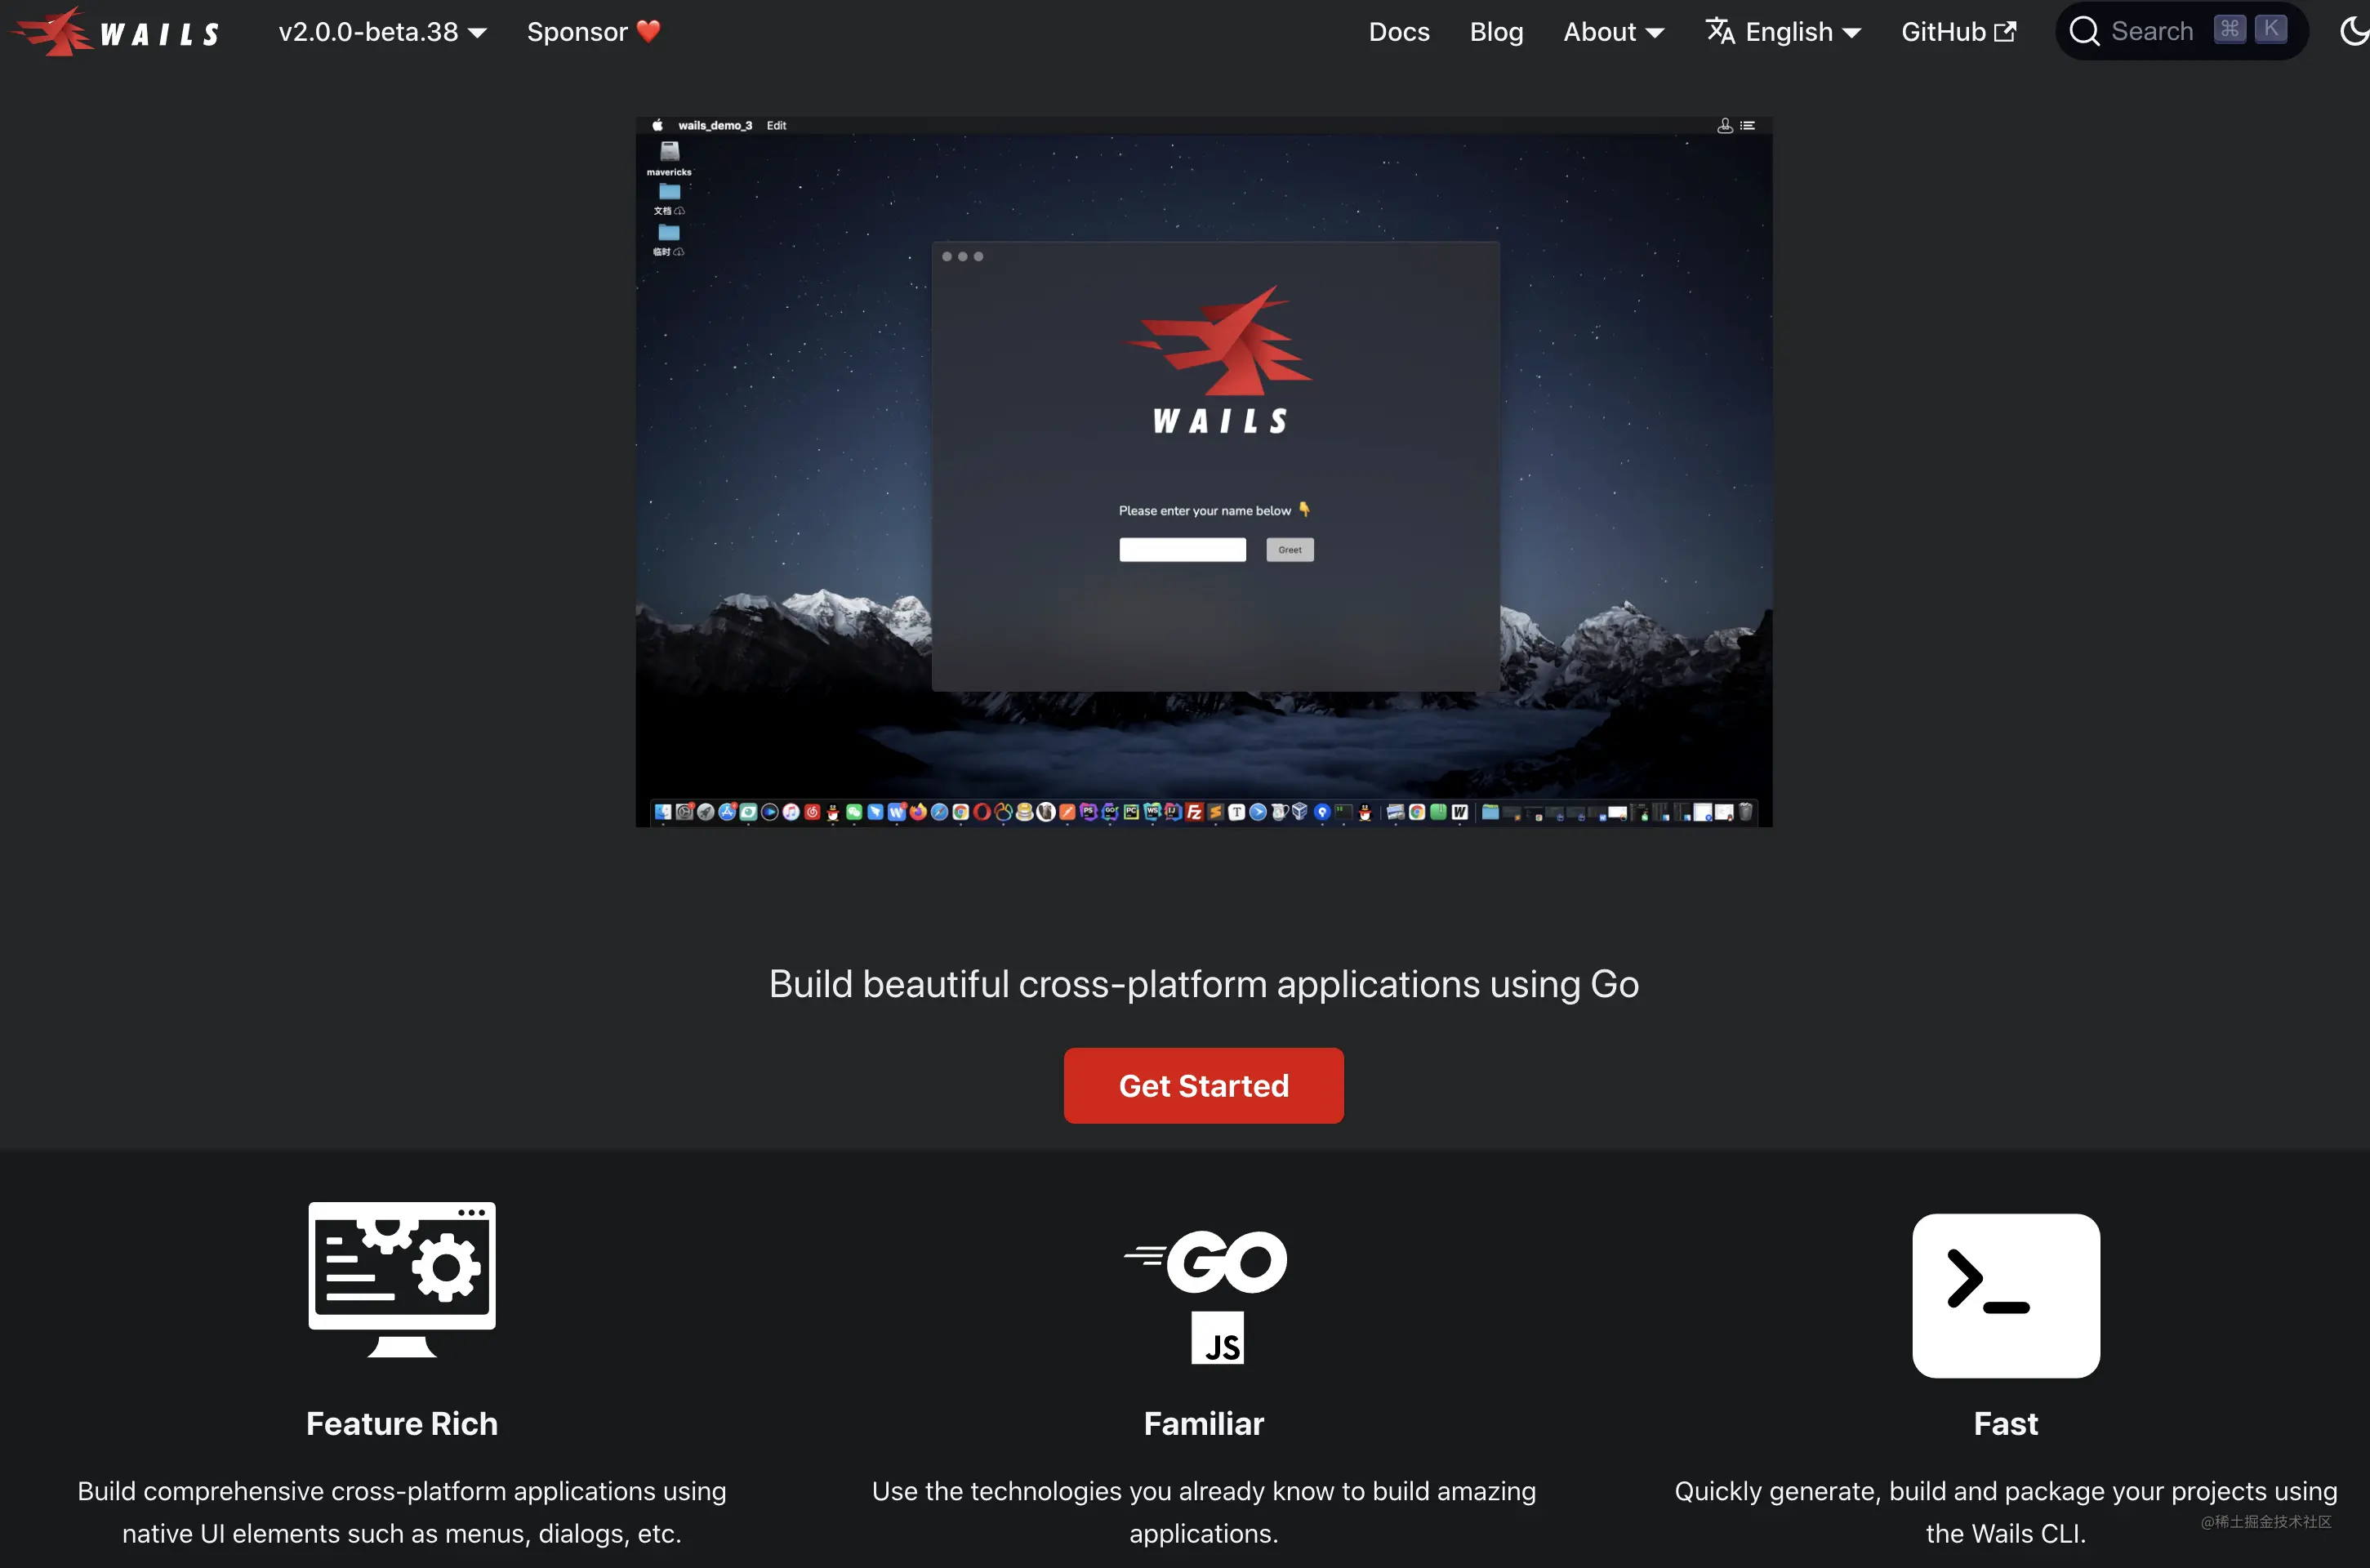 WAILS
v2.0.0-beta.38
Sponsor ❤️
Docs
Blog
About
English
GitHub
Search ⌘ K
wails_demo_3 Edit
mavericks
文档
临时
WAILS
Please enter your name below 👇
Greet
Build beautiful cross-platform applications using Go
Get Started
GO
JS
Feature Rich
Familiar
Fast
Build comprehensive cross-platform applications using
native UI elements such as menus, dialogs, etc.
Use the technologies you already know to build amazing
applications.
Quickly generate, build and package your projects using
the Wails CLI.
@稀土掘金技术社区